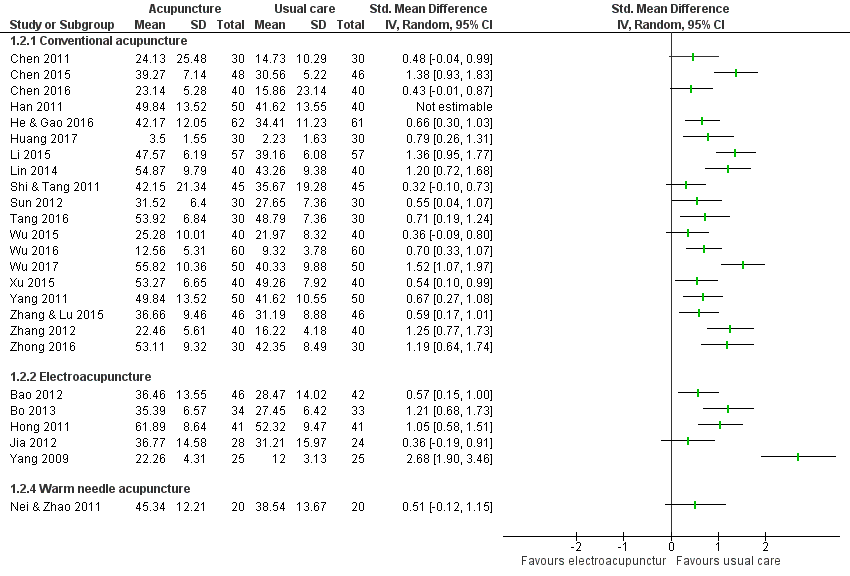 Acupuncture Usual care Std. Mean Difference Std. Mean Difference
Study or Subgroup Mean SD Total Mean SD Total IV, Random, 95% CI IV, Random, 95% CI
1.2.1 Conventional acupuncture
Chen 2011 24.13 25.48 30 14.73 10.29 30 0.48 [-0.04, 0.99]
Chen 2015 39.27 7.14 48 30.56 5.22 46 1.38 [0.93, 1.83]
Chen 2016 23.14 5.28 40 15.86 23.14 40 0.43 [-0.01, 0.87]
Han 2011 49.84 13.52 50 41.62 13.55 40 Not estimable
He & Gao 2016 42.17 12.05 62 34.41 11.23 61 0.66 [0.30, 1.03]
Huang 2017 3.5 1.55 30 2.23 1.63 30 0.79 [0.26, 1.31]
Li 2015 47.57 6.19 57 39.16 6.08 57 1.36 [0.95, 1.77]
Lin 2014 54.87 9.79 40 43.26 9.38 40 1.20 [0.72, 1.68]
Shi & Tang 2011 42.15 21.34 45 35.67 19.28 45 0.32 [-0.10, 0.73]
Sun 2012 31.52 6.4 30 27.65 7.36 30 0.55 [0.04, 1.07]
Tang 2016 53.92 6.84 30 48.79 7.36 30 0.71 [0.19, 1.24]
Wu 2015 25.28 10.01 40 21.97 8.32 40 0.36 [-0.09, 0.80]
Wu 2016 12.56 5.31 60 9.32 3.78 60 0.70 [0.33, 1.07]
Wu 2017 55.82 10.36 50 40.33 9.88 50 1.52 [1.07, 1.97]
Xu 2015 53.27 6.65 40 49.26 7.92 40 0.54 [0.10, 0.99]
Yang 2011 49.84 13.52 50 41.62 10.55 50 0.67 [0.27, 1.08]
Zhang & Lu 2015 36.66 9.46 46 31.19 8.88 46 0.59 [0.17, 1.01]
Zhang 2012 22.46 5.61 40 16.22 4.18 40 1.25 [0.77, 1.73]
Zhong 2016 53.11 9.32 30 42.35 8.49 30 1.19 [0.64, 1.74]
1.2.2 Electroacupuncture
Bao 2012 36.46 13.55 46 28.47 14.02 42 0.57 [0.15, 1.00]
Bo 2013 35.39 6.57 34 27.45 6.42 33 1.21 [0.68, 1.73]
Hong 2011 61.89 8.64 41 52.32 9.47 41 1.05 [0.58, 1.51]
Jia 2012 36.77 14.58 28 31.21 15.97 24 0.36 [-0.19, 0.91]
Yang 2009 22.26 4.31 25 12 3.13 25 2.68 [1.90, 3.46]
1.2.4 Warm needle acupuncture
Nei & Zhao 2011 45.34 12.21 20 38.54 13.67 20 0.51 [-0.12, 1.15]
-2 -1 0 1 2
Favours electroacupunctur Favours usual care